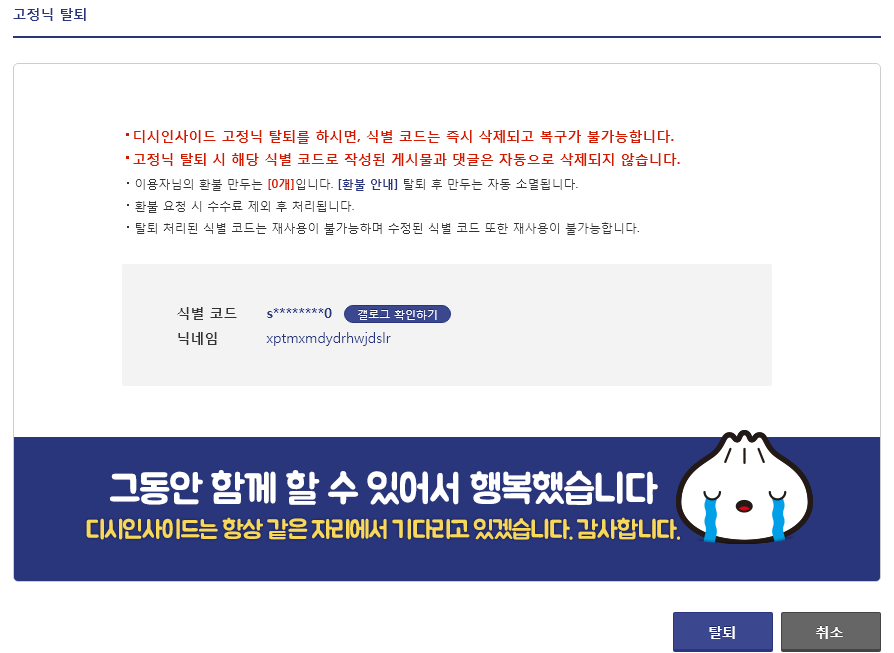 고정닉 탈퇴
디시인사이드 고정닉 탈퇴를 하시면, 식별 코드는 즉시 삭제되고 복구가 불가능합니다.
고정닉 탈퇴 시 해당 식별 코드로 작성된 게시물과 댓글은 자동으로 삭제되지 않습니다.
· 이용자님의 환불 만두는 [0개]입니다. [환불 안내] 탈퇴 후 만두는 자동 소멸됩니다.
· 환불 요청 시 수수료 제외 후 처리됩니다.
· 탈퇴 처리된 식별 코드는 재사용이 불가능하며 수정된 식별 코드 또한 재사용이 불가능합니다.
식별 코드 s********0 갤로그 확인하기
닉네임 xptmxmdydrhwjdslr
그동안 함께 할 수 있어서 행복했습니다
디시인사이드는 항상 같은 자리에서 기다리고 있겠습니다. 감사합니다.
탈퇴 취소